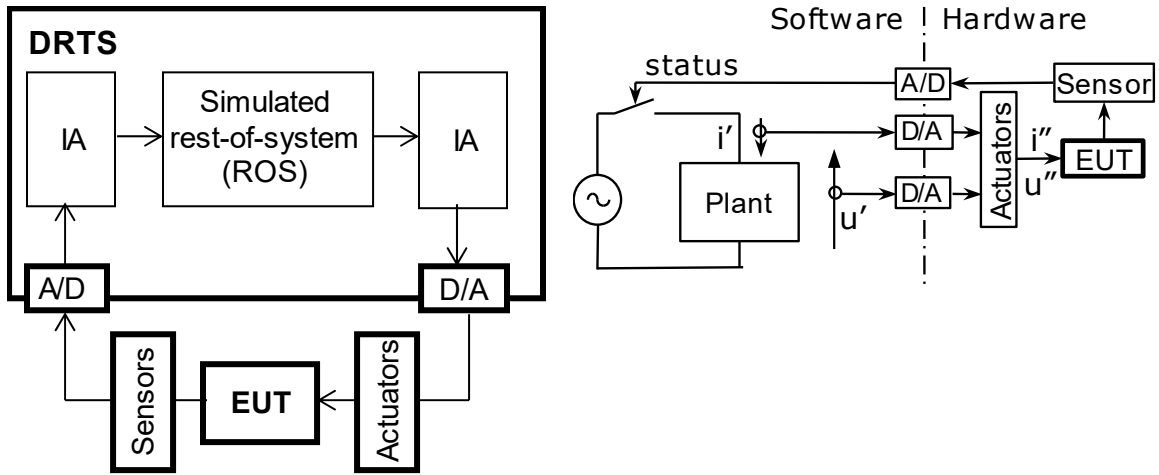 DRTS
IA
Simulated
rest-of-system
(ROS)
IA
A/D
D/A
Sensors
EUT
Actuators
Software
Hardware
status
A/D
Sensor
i′
D/A
Actuators
i″
EUT
u″
Plant
u′
D/A